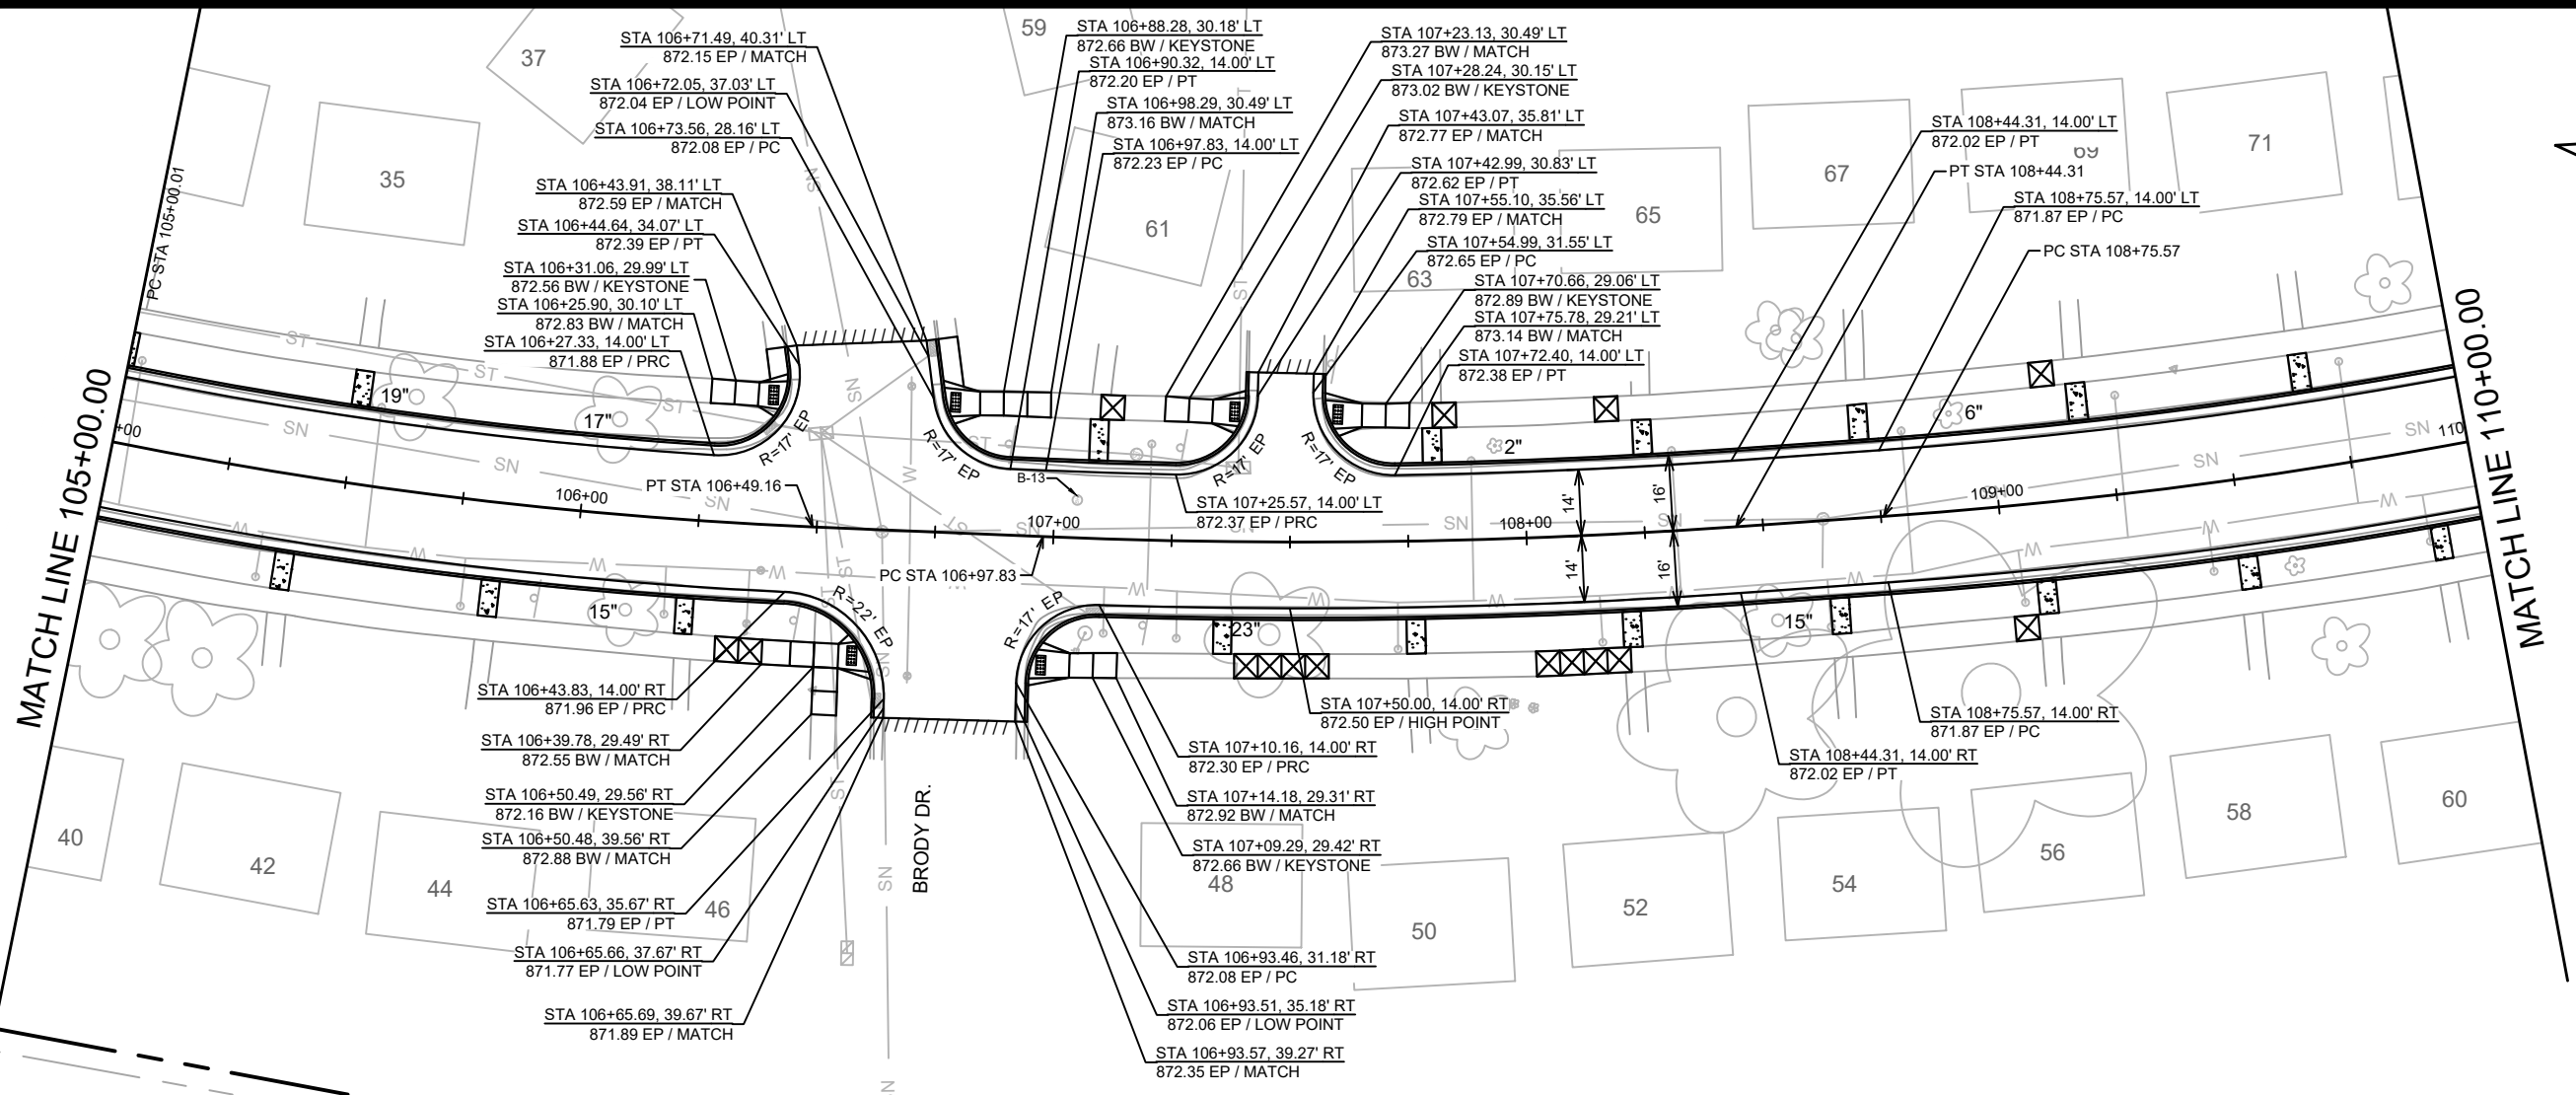 STA 106+71.49, 40.31' LT
872.15 EP / MATCH
STA 106+72.05, 37.03' LT
872.04 EP / LOW POINT
STA 106+73.56, 28.16' LT
872.08 EP / PC
STA 106+43.91, 38.11' LT
872.59 EP / MATCH
STA 106+44.64, 34.07' LT
872.39 EP / PT
STA 106+31.06, 29.99' LT
872.56 BW / KEYSTONE
STA 106+25.90, 30.10' LT
872.83 BW / MATCH
STA 106+27.33, 14.00' LT
871.88 EP / PRC
STA 106+88.28, 30.18' LT
872.66 BW / KEYSTONE
STA 106+90.32, 14.00' LT
872.20 EP / PT
STA 106+98.29, 30.49' LT
873.16 BW / MATCH
STA 106+97.83, 14.00' LT
872.23 EP / PC
STA 107+23.13, 30.49' LT
873.27 BW / MATCH
STA 107+28.24, 30.15' LT
873.02 BW / KEYSTONE
STA 107+43.07, 35.81' LT
872.77 EP / MATCH
STA 107+42.99, 30.83' LT
872.62 EP / PT
STA 107+55.10, 35.56' LT
872.79 EP / MATCH
STA 107+54.99, 31.55' LT
872.65 EP / PC
STA 107+70.66, 29.06' LT
872.89 BW / KEYSTONE
STA 107+75.78, 29.21' LT
873.14 BW / MATCH
STA 107+72.40, 14.00' LT
872.38 EP / PT
STA 108+44.31, 14.00' LT
872.02 EP / PT
PT STA 108+44.31
STA 108+75.57, 14.00' LT
871.87 EP / PC
PC STA 108+75.57
37
59
35
61
63
65
67
69
71
PC STA 105+00.01
MATCH LINE 105+00.00
MATCH LINE 110+00.00
+00
106+00
107+00
108+00
109+00
110
19"
17"
2"
6"
R=17' EP
R=17' EP
R=17' EP
R=17' EP
PT STA 106+49.16
B-13
STA 107+25.57, 14.00' LT
872.37 EP / PRC
PC STA 106+97.83
14'
16'
14'
16'
ST
ST
ST
ST
ST
ST
ST
ST
ST
ST
SN
SN
SN
SN
SN
SN
SN
SN
SN
SN
SN
SN
SN
SN
W
W
W
W
W
W
W
W
W
W
W
W
15"
23"
15"
R=22' EP
R=17' EP
STA 106+43.83, 14.00' RT
871.96 EP / PRC
STA 106+39.78, 29.49' RT
872.55 BW / MATCH
STA 106+50.49, 29.56' RT
872.16 BW / KEYSTONE
STA 106+50.48, 39.56' RT
872.88 BW / MATCH
STA 106+65.63, 35.67' RT
871.79 EP / PT
STA 106+65.66, 37.67' RT
871.77 EP / LOW POINT
STA 106+65.69, 39.67' RT
871.89 EP / MATCH
BRODY DR.
STA 107+50.00, 14.00' RT
872.50 EP / HIGH POINT
STA 107+10.16, 14.00' RT
872.30 EP / PRC
STA 107+14.18, 29.31' RT
872.92 BW / MATCH
STA 107+09.29, 29.42' RT
872.66 BW / KEYSTONE
STA 106+93.46, 31.18' RT
872.08 EP / PC
STA 106+93.51, 35.18' RT
872.06 EP / LOW POINT
STA 106+93.57, 39.27' RT
872.35 EP / MATCH
STA 108+75.57, 14.00' RT
871.87 EP / PC
STA 108+44.31, 14.00' RT
872.02 EP / PT
40
42
44
46
48
50
52
54
56
58
60